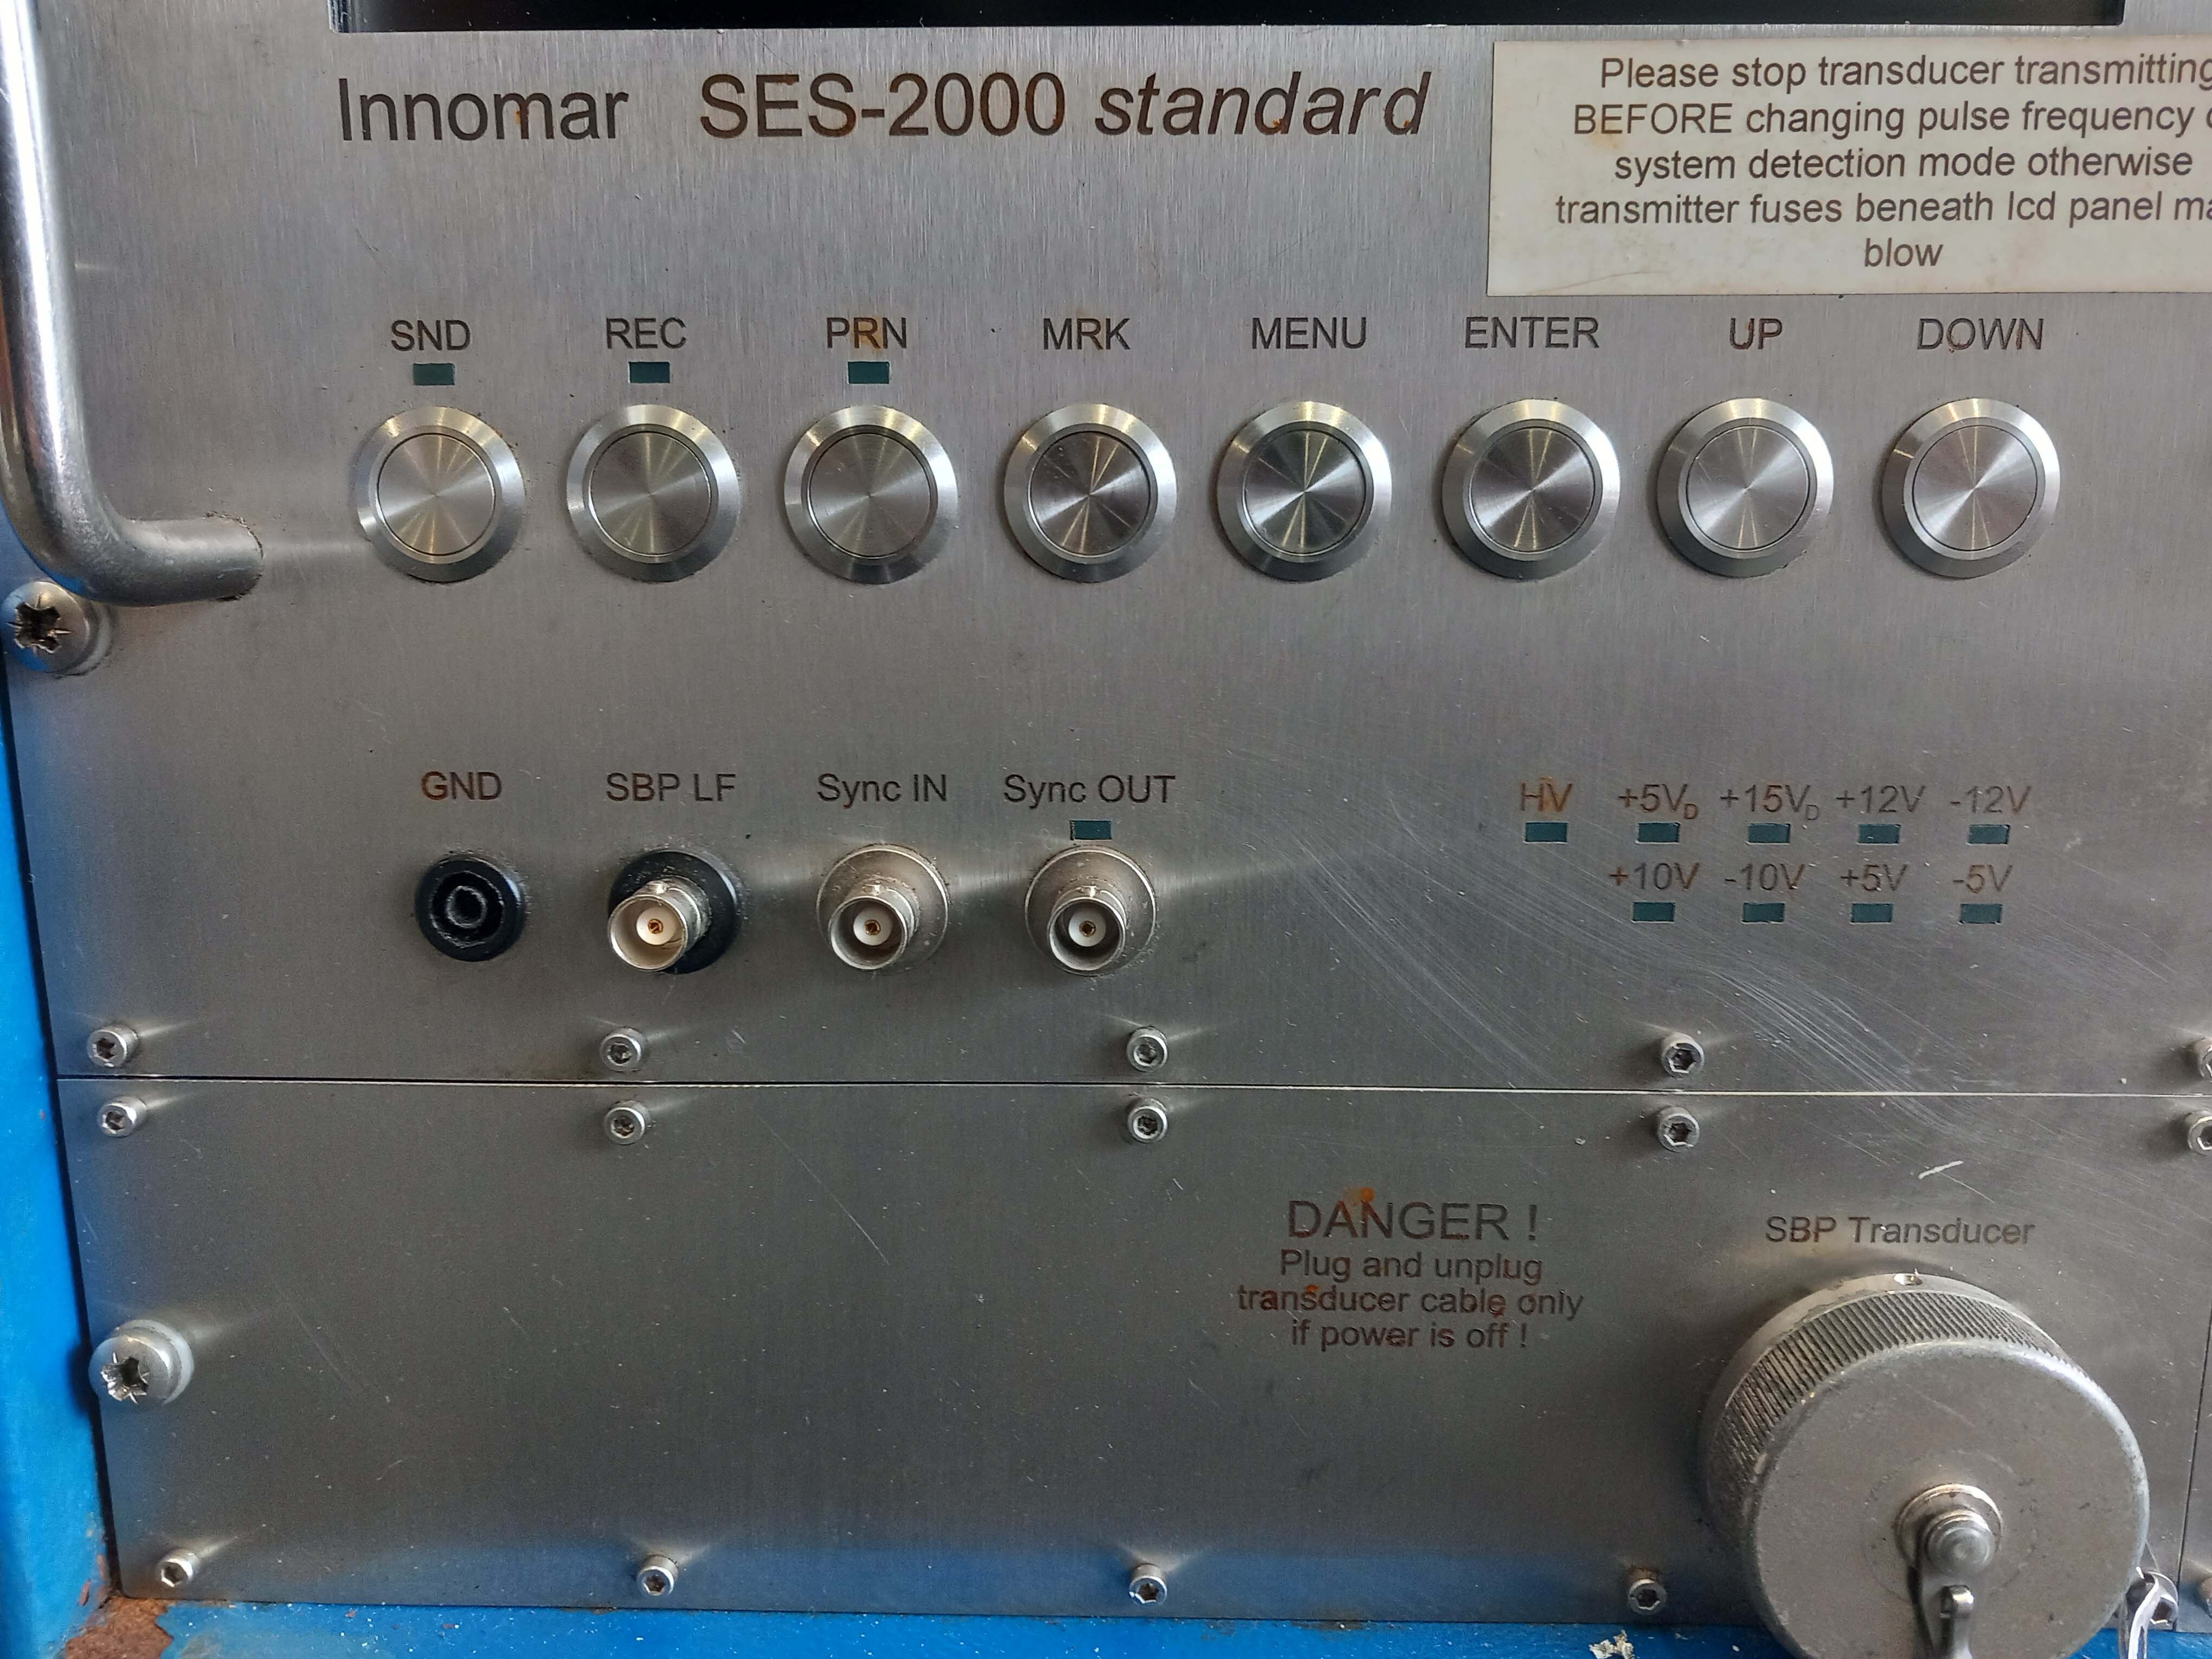 Innomar SES-2000 standard
Please stop transducer transmitting
BEFORE changing pulse frequency
system detection mode otherwise
transmitter fuses beneath lcd panel
blow
SND REC PRN MRK MENU ENTER UP DOWN
GND SBP LF Sync IN Sync OUT
HV +5VD +15VD +12V -12V
+10V -10V +5V -5V
DANGER !
Plug and unplug
transducer cable only
if power is off !
SBP Transducer